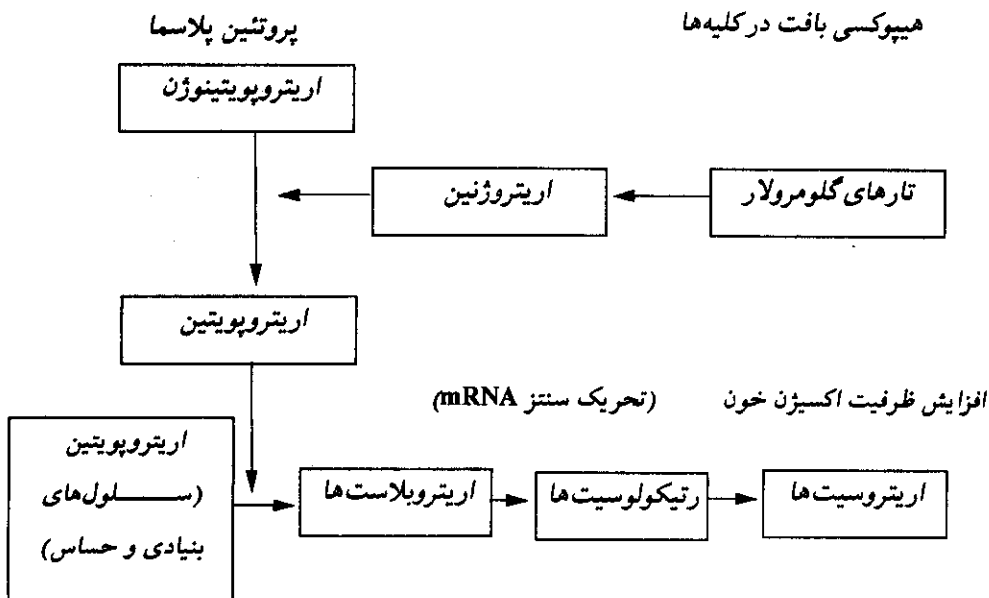 هیپوکسی بافت در کلیه‌ها
پروتئین پلاسما
اریتروپویتینوژن
تارهای گلومرولار
اریتروژنین
اریتروپویتین
افزایش ظرفیت اکسیژن خون
(تحریک سنتز mRNA)
اریتروپویتین
(سـلول‌های
بنیادی و حساس)
اریتروبلاست‌ها
رتیکولوسیت‌ها
اریتروسیت‌ها